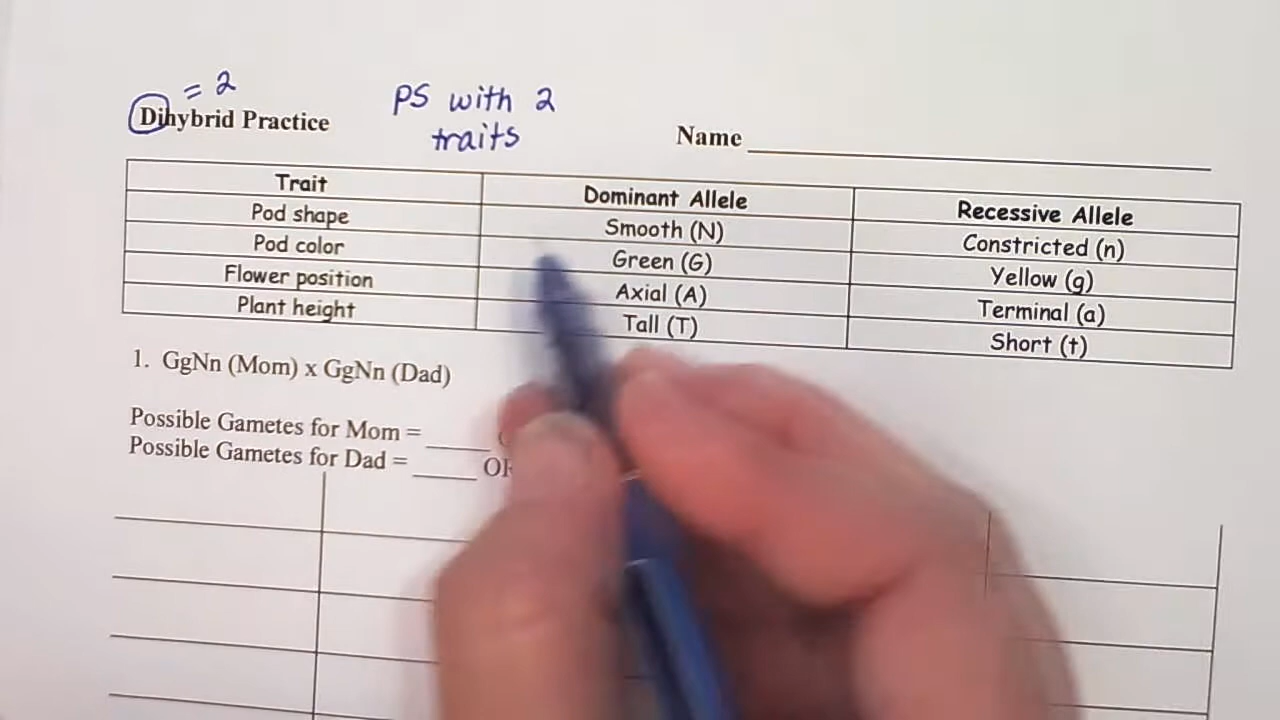 = 2
Dihybrid Practice
PS with 2
traits
Name
Trait Dominant Allele Recessive Allele
Pod shape Smooth (N) Constricted (n)
Pod color Green (G) Yellow (g)
Flower position Axial (A) Terminal (a)
Plant height Tall (T) Short (t)
1. GgNn (Mom) x GgNn (Dad)
Possible Gametes for Mom =
Possible Gametes for Dad =